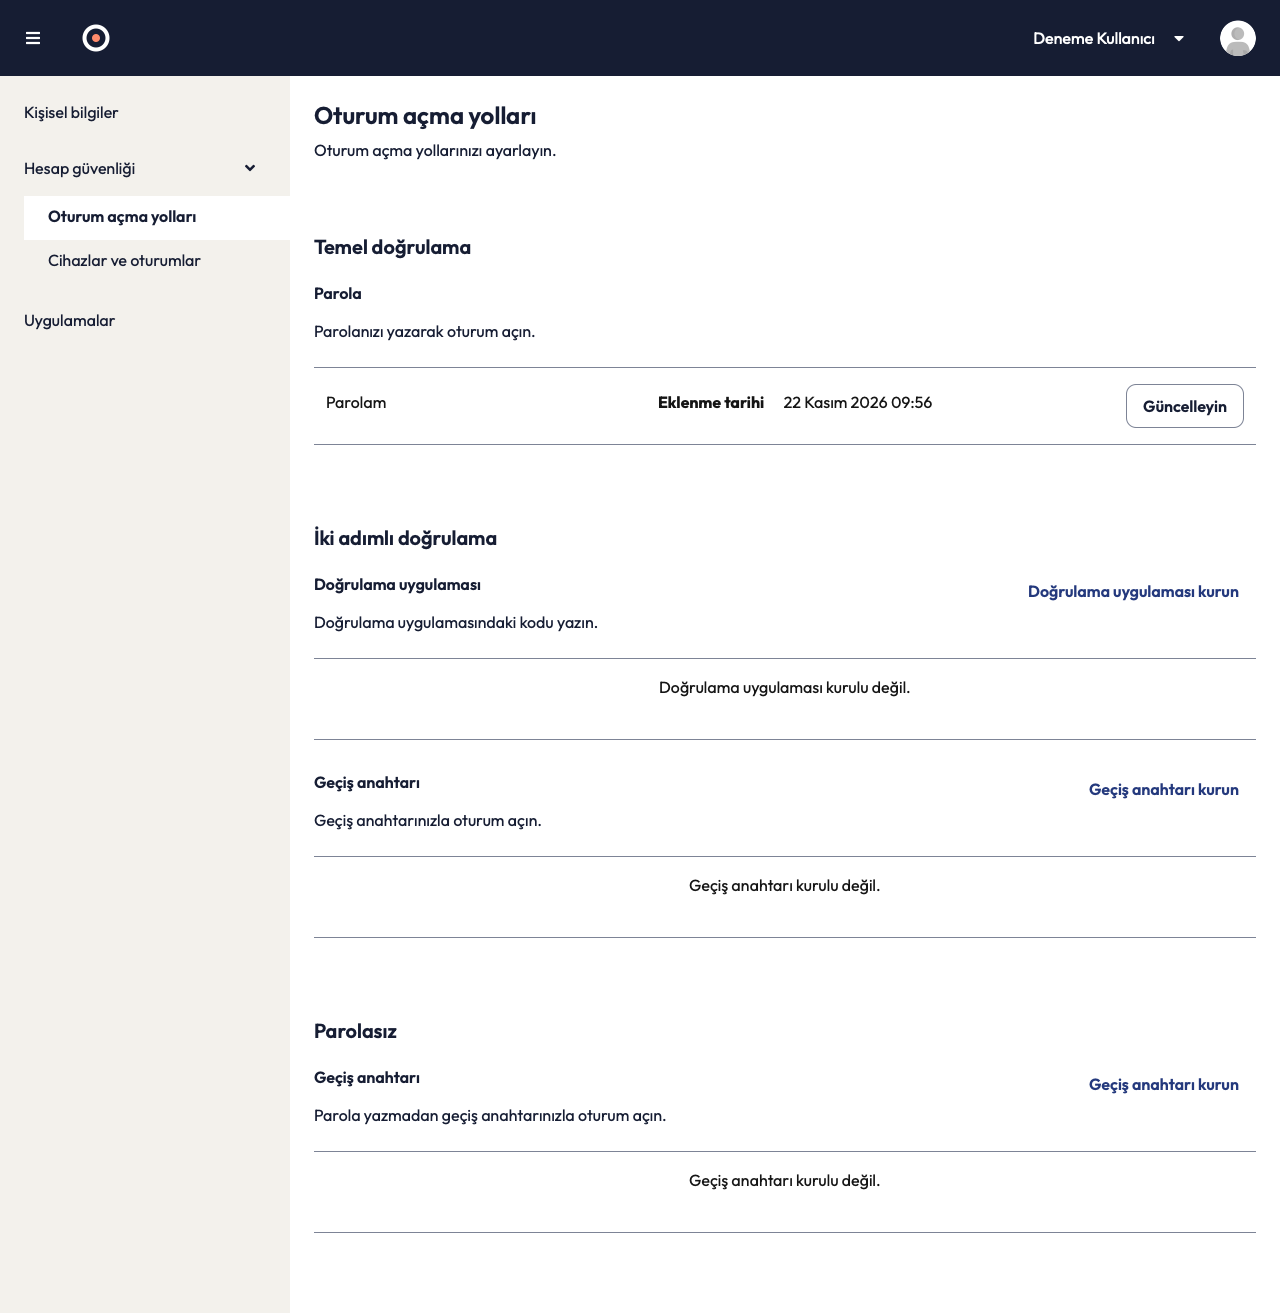 Deneme Kullanıcı
Kişisel bilgiler
Hesap güvenliği
Oturum açma yolları
Cihazlar ve oturumlar
Uygulamalar
Oturum açma yolları
Oturum açma yollarınızı ayarlayın.
Temel doğrulama
Parola
Parolanızı yazarak oturum açın.
Parolam Eklenme tarihi 22 Kasım 2026 09:56 Güncelleyin
İki adımlı doğrulama
Doğrulama uygulaması
Doğrulama uygulaması kurun
Doğrulama uygulamasındaki kodu yazın.
Doğrulama uygulaması kurulu değil.
Geçiş anahtarı
Geçiş anahtarı kurun
Geçiş anahtarınızla oturum açın.
Geçiş anahtarı kurulu değil.
Parolasız
Geçiş anahtarı
Geçiş anahtarı kurun
Parola yazmadan geçiş anahtarınızla oturum açın.
Geçiş anahtarı kurulu değil.